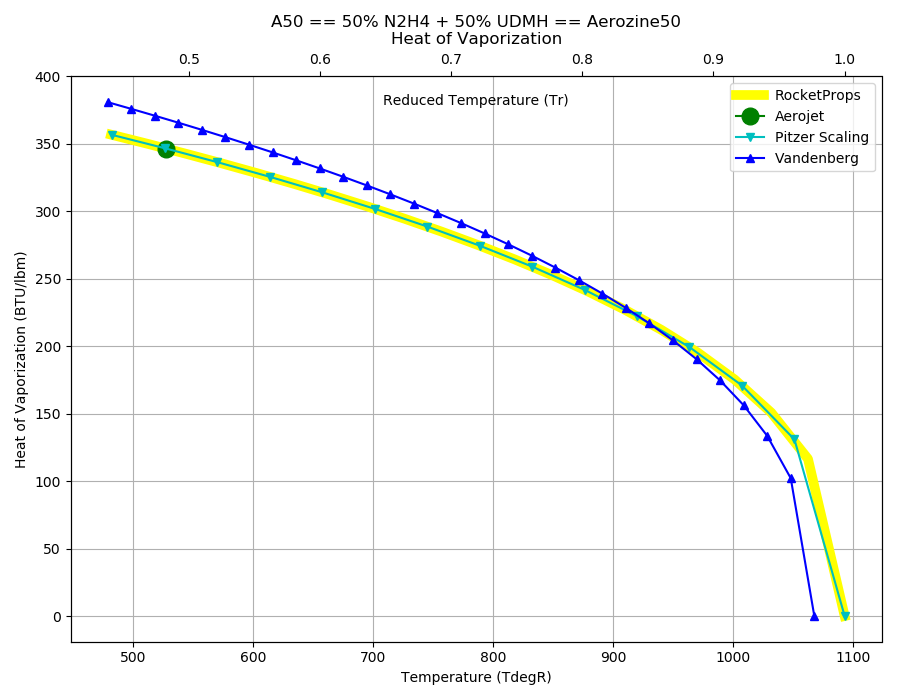 A50 == 50% N2H4 + 50% UDMH == Aerozine50
Heat of Vaporization
0.5 0.6 0.7 0.8 0.9 1.0
Reduced Temperature (Tr)
RocketProps
Aerojet
Pitzer Scaling
Vandenberg
400
350
300
250
200
150
100
50
0
Heat of Vaporization (BTU/lbm)
500 600 700 800 900 1000 1100
Temperature (TdegR)